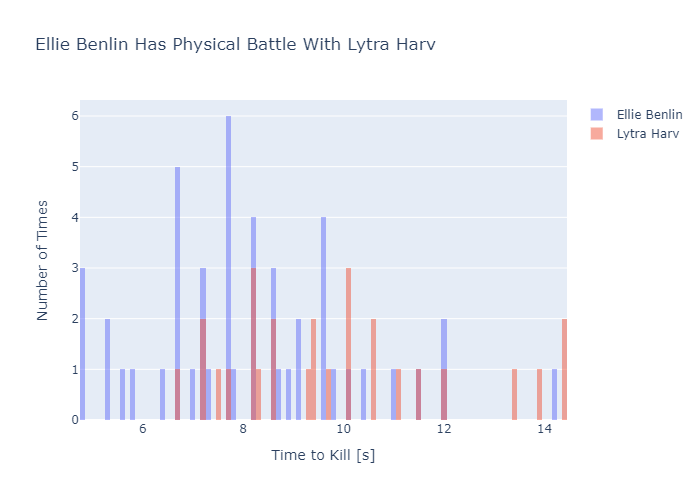 Ellie Benlin Has Physical Battle With Lytra Harv
Ellie Benlin
Lytra Harv
Number of Times
6
5
4
3
2
1
0
6 8 10 12 14
Time to Kill [s]